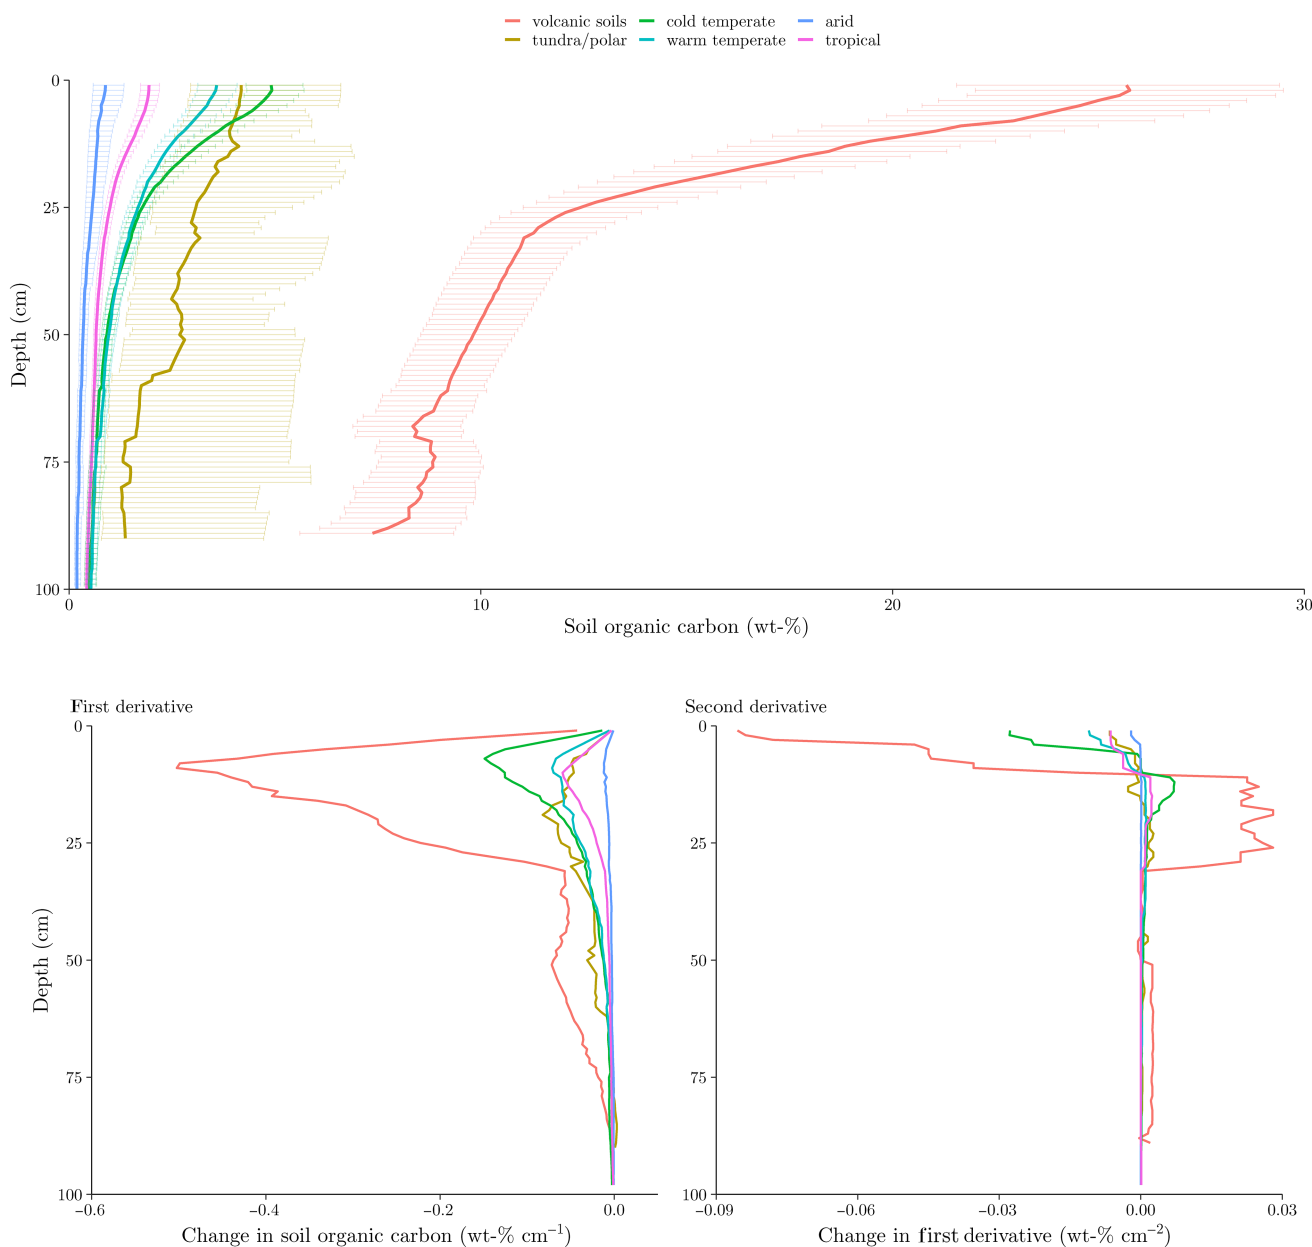 volcanic soils cold temperate arid
tundra/polar warm temperate tropical
0
25
50
75
100
Depth (cm)
0 10 20 30
Soil organic carbon (wt-%)
First derivative
0
25
50
75
100
Depth (cm)
−0.6 −0.4 −0.2 0.0
Change in soil organic carbon (wt-% cm⁻¹)
Second derivative
0
25
50
75
100
−0.09 −0.06 −0.03 0.00 0.03
Change in first derivative (wt-% cm⁻²)